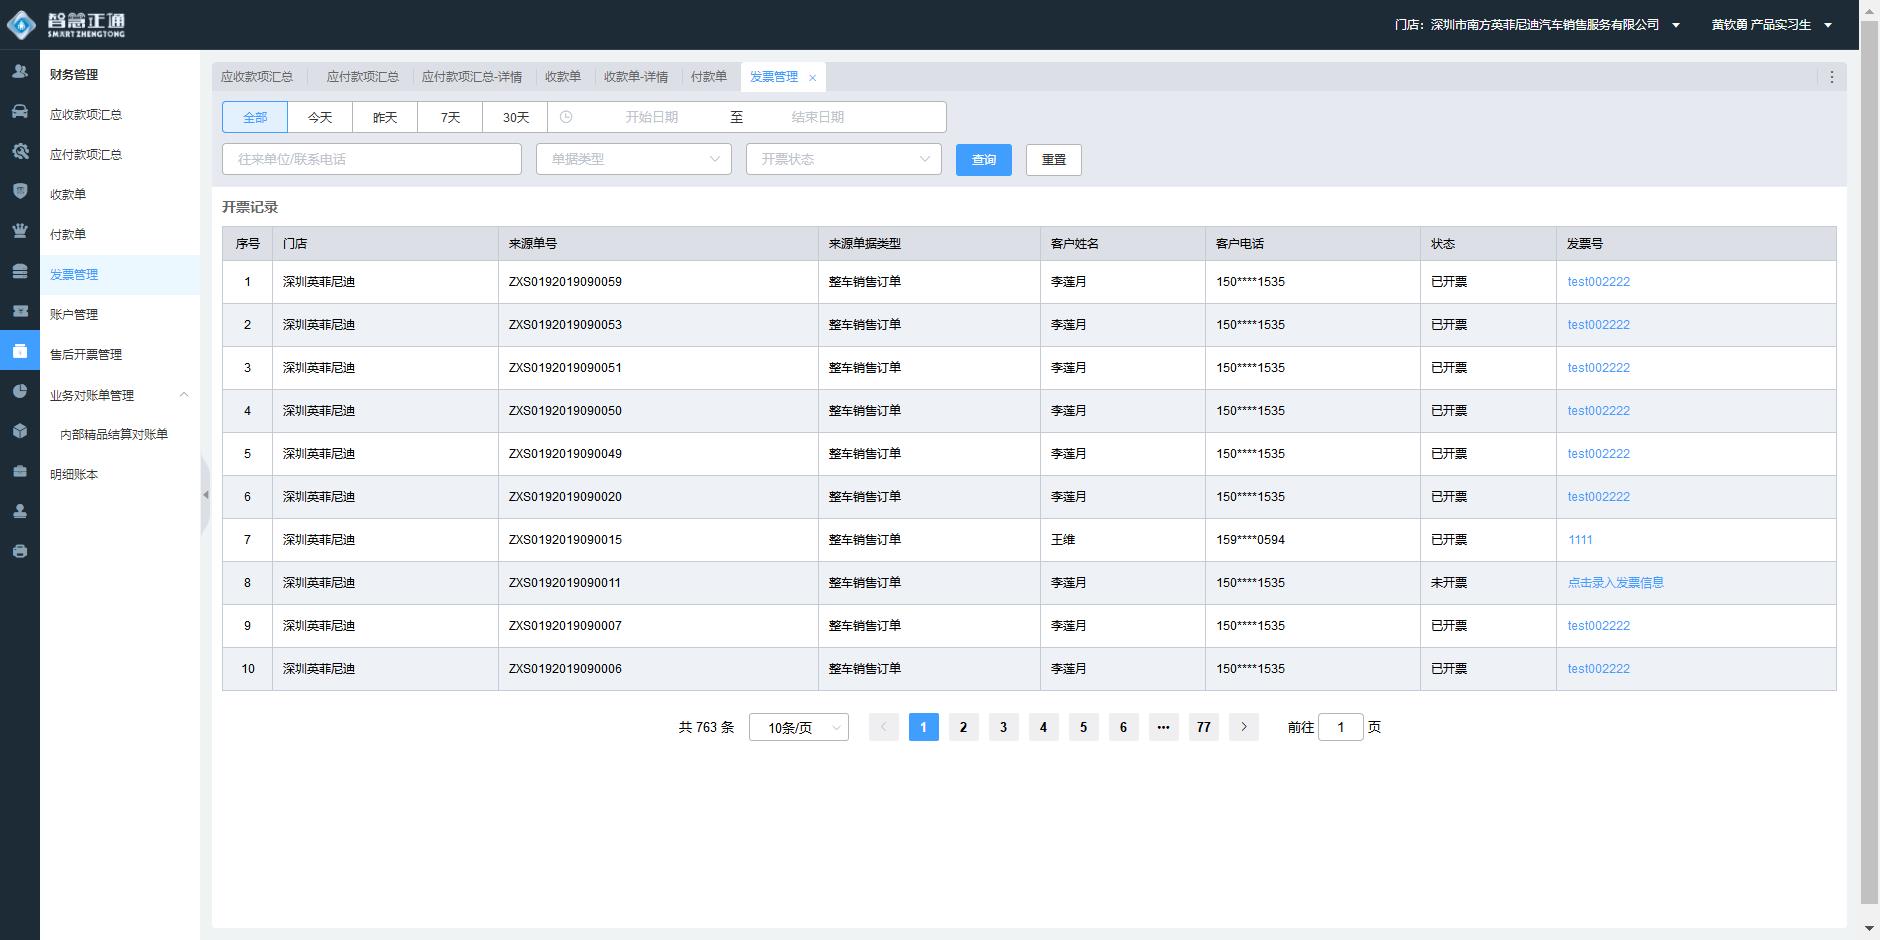 智慧正通
SMART ZHENGTONG
门店：深圳市南方英菲尼迪汽车销售服务有限公司
黄钦勇 产品实习生
财务管理
应收款项汇总
应付款项汇总
收款单
付款单
发票管理
账户管理
售后开票管理
业务对账单管理
内部精品结算对账单
明细账本
应收款项汇总 应付款项汇总 应付款项汇总-详情 收款单 收款单-详情 付款单 发票管理 ×
全部 今天 昨天 7天 30天 开始日期 至 结束日期
往来单位/联系电话 单据类型 开票状态 查询 重置
开票记录
序号 门店 来源单号 来源单据类型 客户姓名 客户电话 状态 发票号
1 深圳英菲尼迪 ZXS0192019090059 整车销售订单 李莲月 150****1535 已开票 test002222
2 深圳英菲尼迪 ZXS0192019090053 整车销售订单 李莲月 150****1535 已开票 test002222
3 深圳英菲尼迪 ZXS0192019090051 整车销售订单 李莲月 150****1535 已开票 test002222
4 深圳英菲尼迪 ZXS0192019090050 整车销售订单 李莲月 150****1535 已开票 test002222
5 深圳英菲尼迪 ZXS0192019090049 整车销售订单 李莲月 150****1535 已开票 test002222
6 深圳英菲尼迪 ZXS0192019090020 整车销售订单 李莲月 150****1535 已开票 test002222
7 深圳英菲尼迪 ZXS0192019090015 整车销售订单 王维 159****0594 已开票 1111
8 深圳英菲尼迪 ZXS0192019090011 整车销售订单 李莲月 150****1535 未开票 点击录入发票信息
9 深圳英菲尼迪 ZXS0192019090007 整车销售订单 李莲月 150****1535 已开票 test002222
10 深圳英菲尼迪 ZXS0192019090006 整车销售订单 李莲月 150****1535 已开票 test002222
共 763 条 10条/页 < 1 2 3 4 5 6 ••• 77 > 前往 1 页